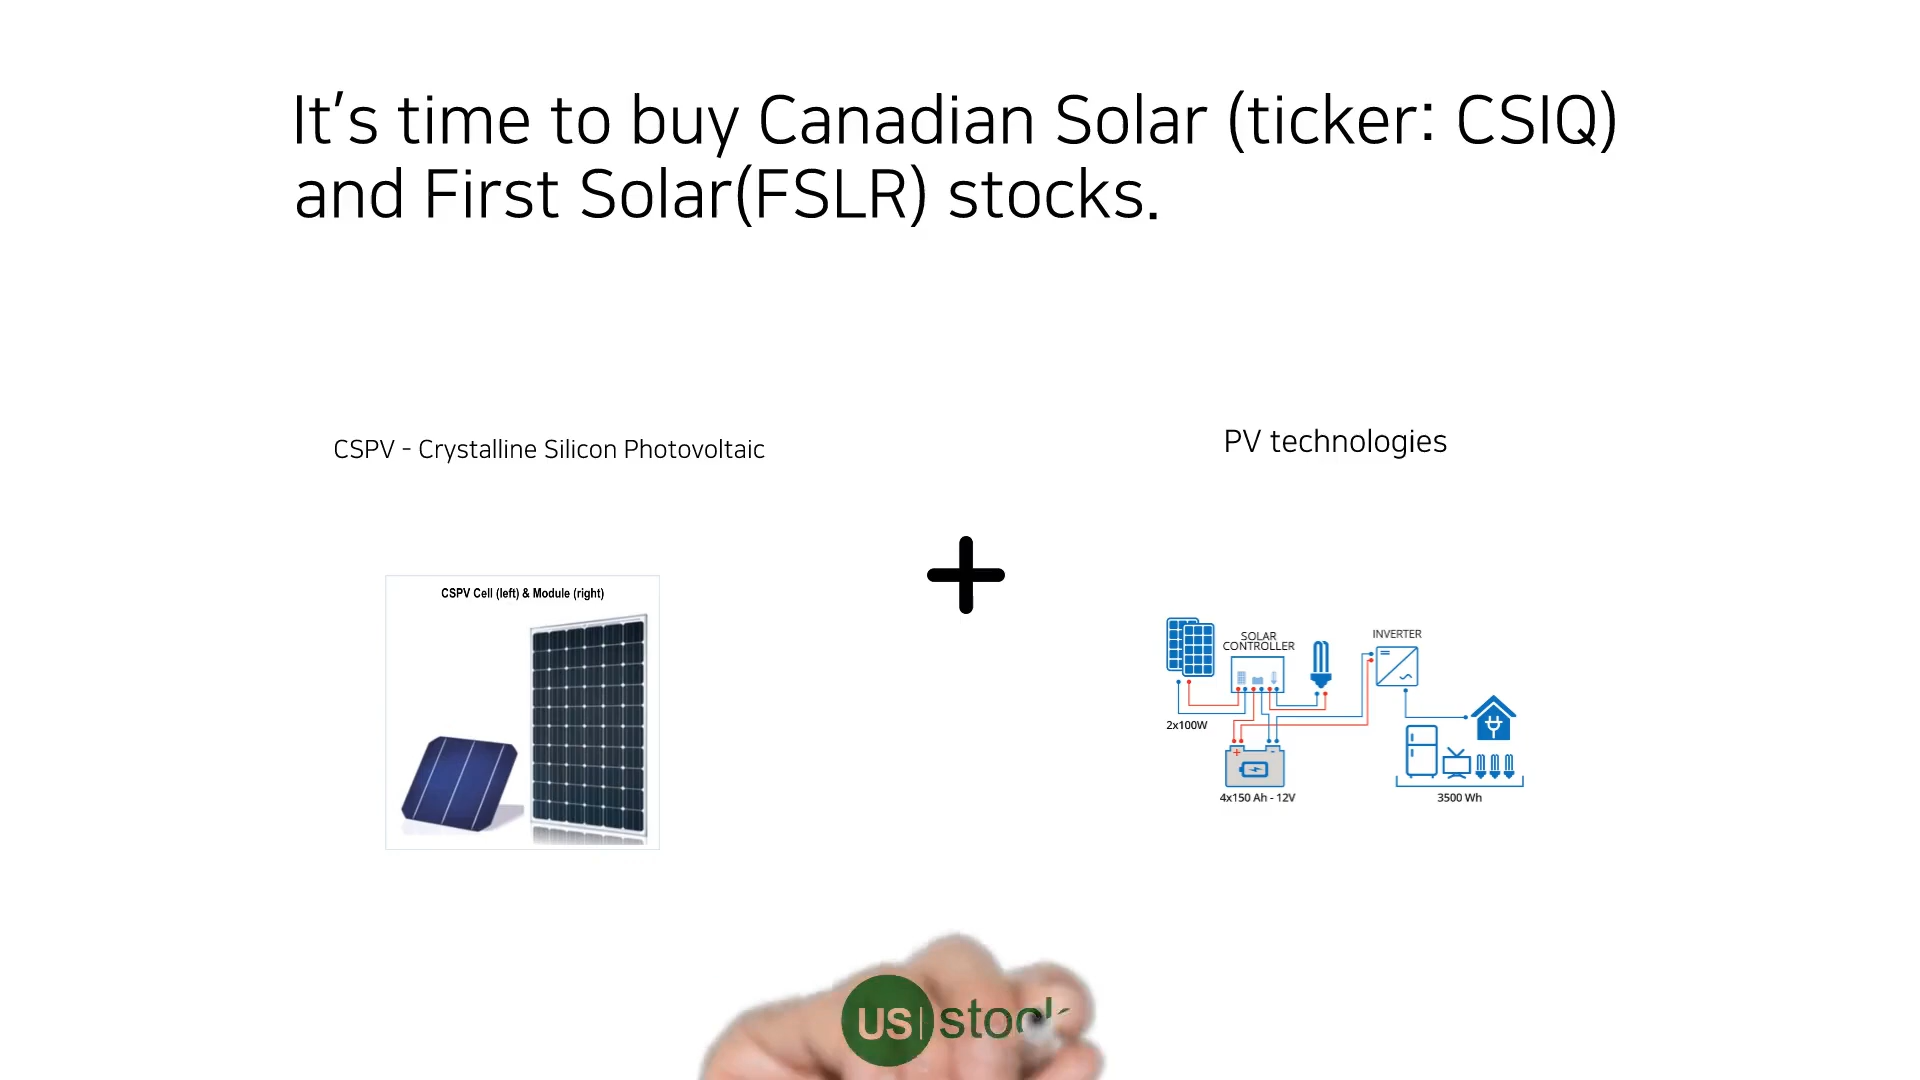 It's time to buy Canadian Solar (ticker: CSIQ)
and First Solar(FSLR) stocks.
CSPV - Crystalline Silicon Photovoltaic
PV technologies
CSPV Cell (left) & Module (right)
SOLAR
CONTROLLER
INVERTER
2x100W
4x150 Ah - 12V
3500 Wh
US stock